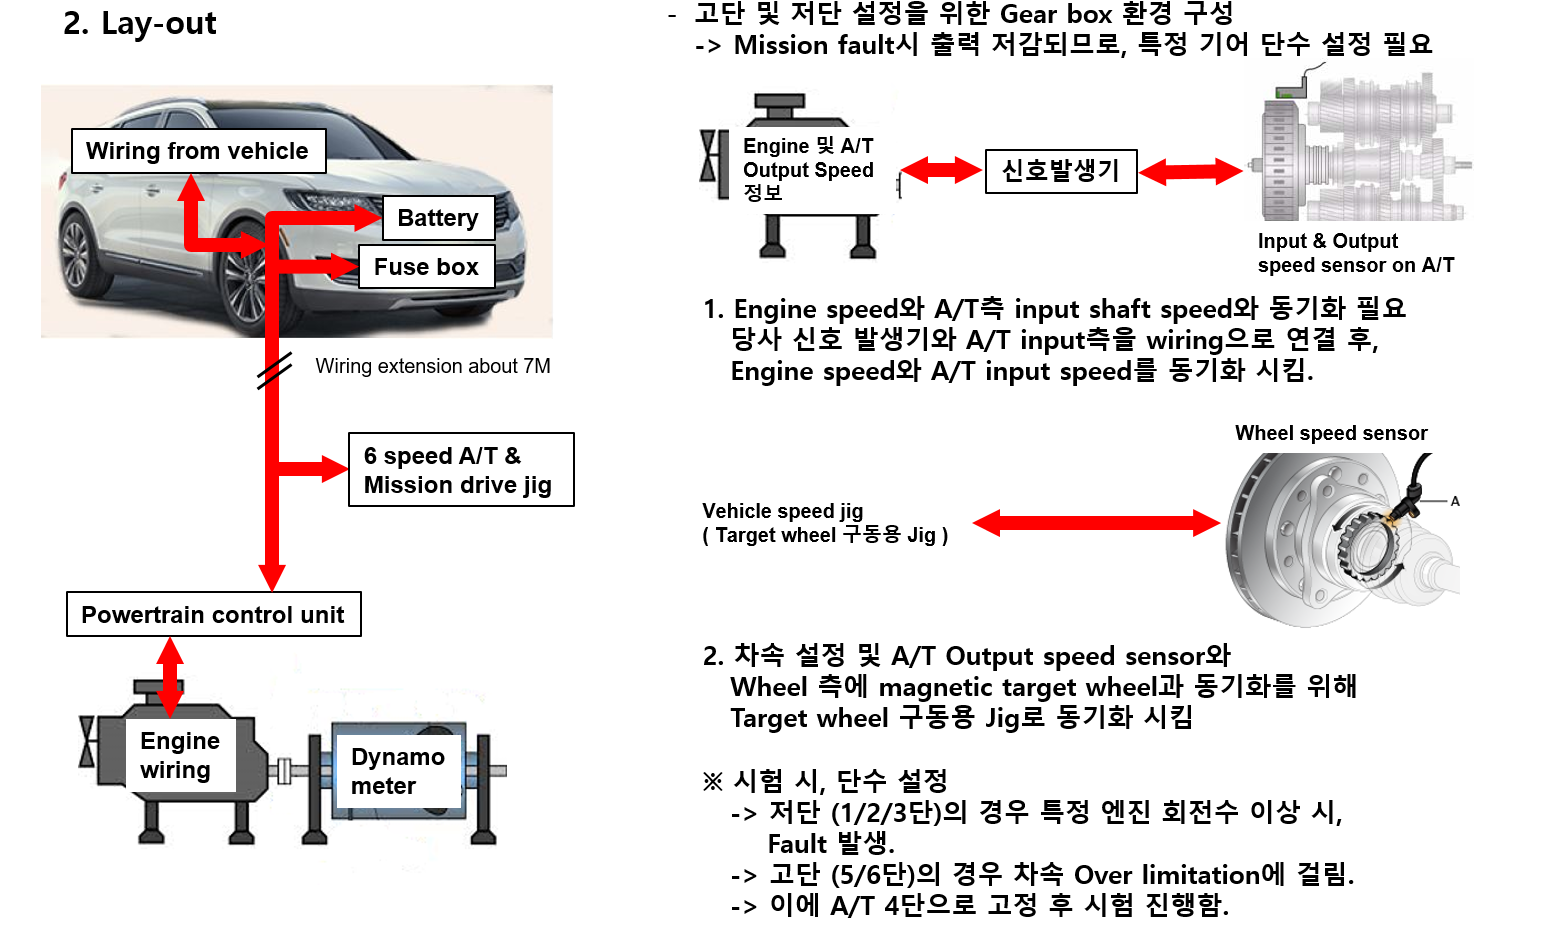 2. Lay-out
Wiring from vehicle
Battery
Fuse box
Wiring extension about 7M
6 speed A/T &
Mission drive jig
Powertrain control unit
Engine
wiring
Dynamo
meter
- 고단 및 저단 설정을 위한 Gear box 환경 구성
-> Mission fault시 출력 저감되므로, 특정 기어 단수 설정 필요
Engine 및 A/T
Output Speed
정보
신호발생기
Input & Output
speed sensor on A/T
1. Engine speed와 A/T측 input shaft speed와 동기화 필요
당사 신호 발생기와 A/T input측을 wiring으로 연결 후,
Engine speed와 A/T input speed를 동기화 시킴.
Wheel speed sensor
A
Vehicle speed jig
( Target wheel 구동용 Jig )
2. 차속 설정 및 A/T Output speed sensor와
Wheel 측에 magnetic target wheel과 동기화를 위해
Target wheel 구동용 Jig로 동기화 시킴
※ 시험 시, 단수 설정
-> 저단 (1/2/3단)의 경우 특정 엔진 회전수 이상 시,
Fault 발생.
-> 고단 (5/6단)의 경우 차속 Over limitation에 걸림.
-> 이에 A/T 4단으로 고정 후 시험 진행함.